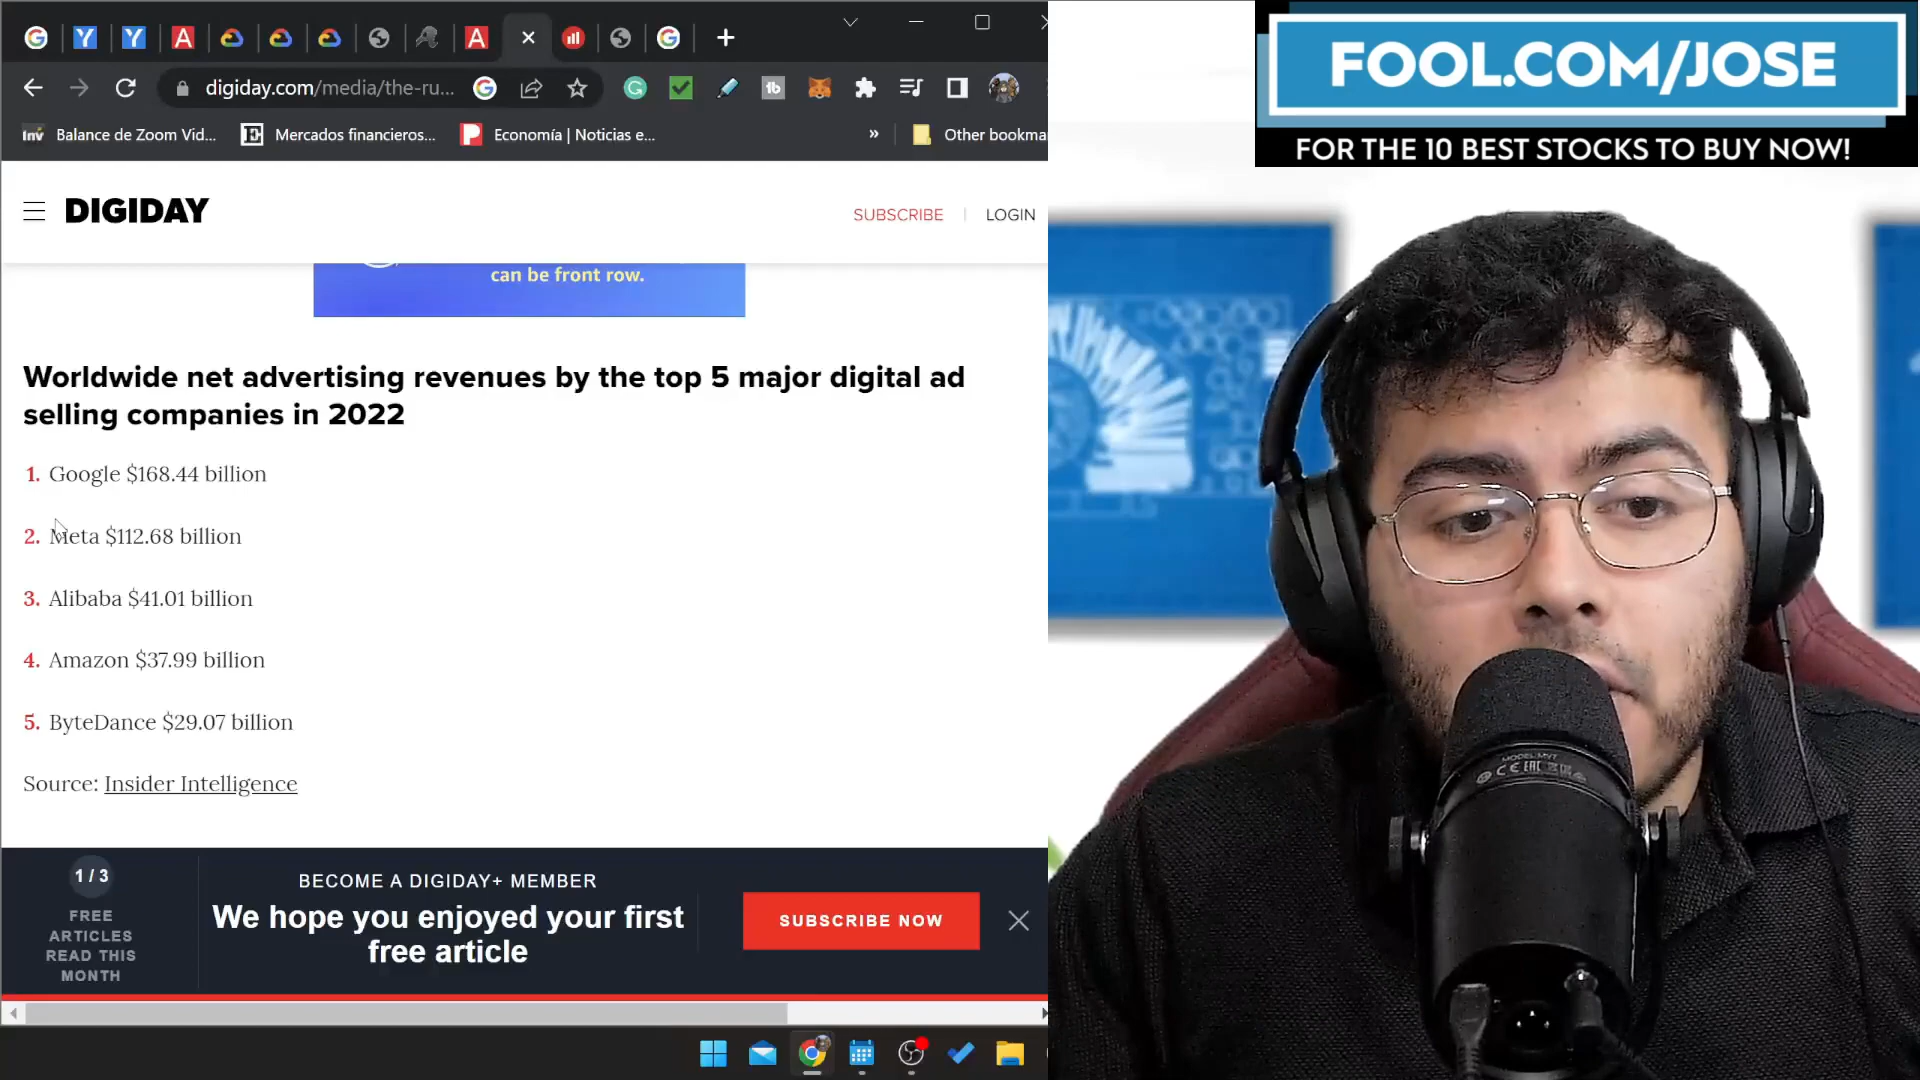 digiday.com/media/the-ru...
Inv Balance de Zoom Vid...
E Mercados financieros...
P Economía | Noticias e...
»
Other bookma
DIGIDAY
SUBSCRIBE
LOGIN
can be front row.
Worldwide net advertising revenues by the top 5 major digital ad
selling companies in 2022
1. Google $168.44 billion
2. Meta $112.68 billion
3. Alibaba $41.01 billion
4. Amazon $37.99 billion
5. ByteDance $29.07 billion
Source: Insider Intelligence
1 / 3
FREE
ARTICLES
READ THIS
MONTH
BECOME A DIGIDAY+ MEMBER
We hope you enjoyed your first
free article
SUBSCRIBE NOW
FOOL.COM/JOSE
FOR THE 10 BEST STOCKS TO BUY NOW!